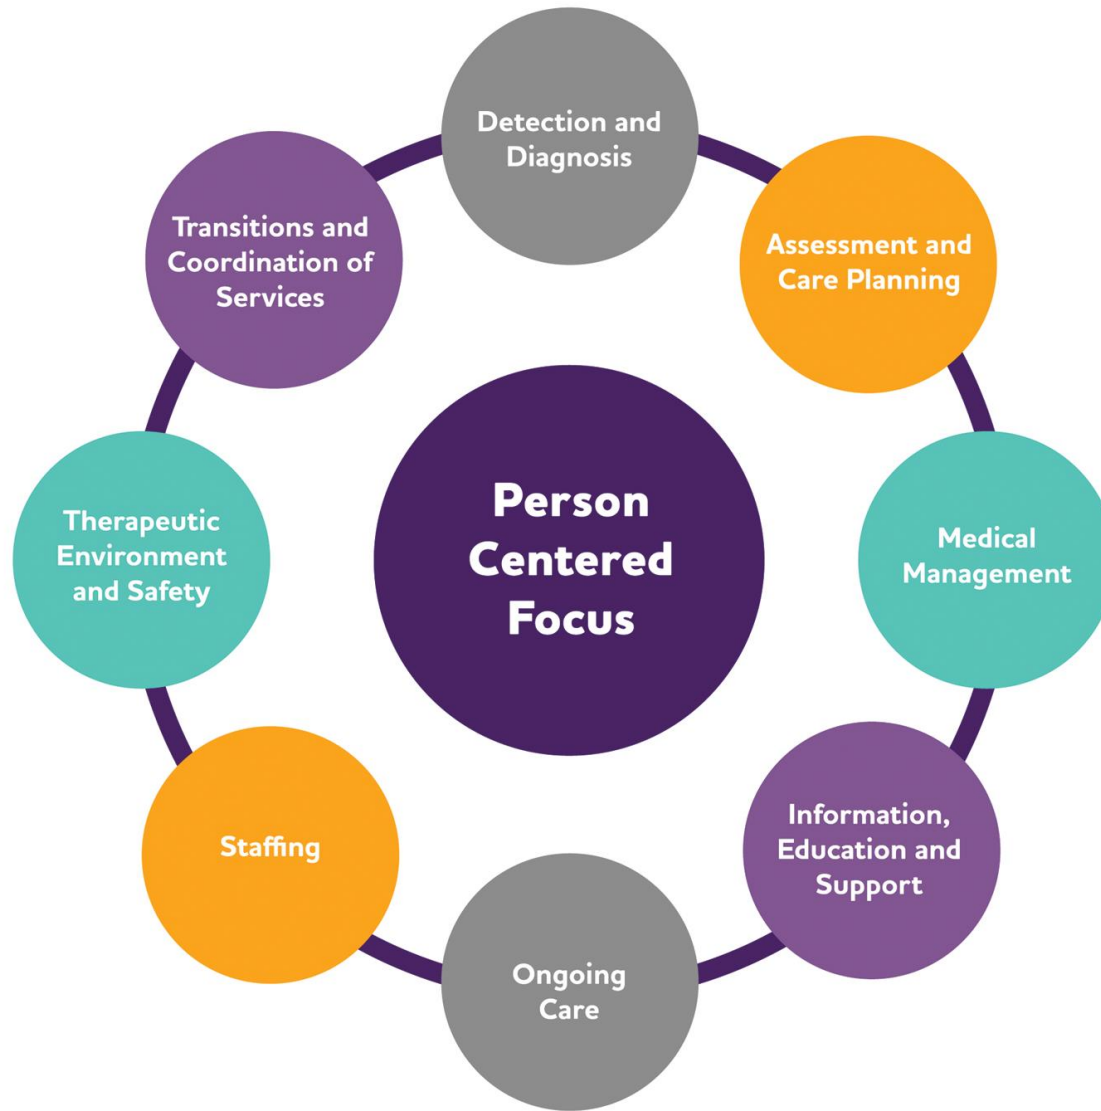 Detection and
Diagnosis
Assessment and
Care Planning
Medical
Management
Information,
Education and
Support
Ongoing
Care
Staffing
Therapeutic
Environment
and Safety
Transitions and
Coordination of
Services
Person
Centered
Focus